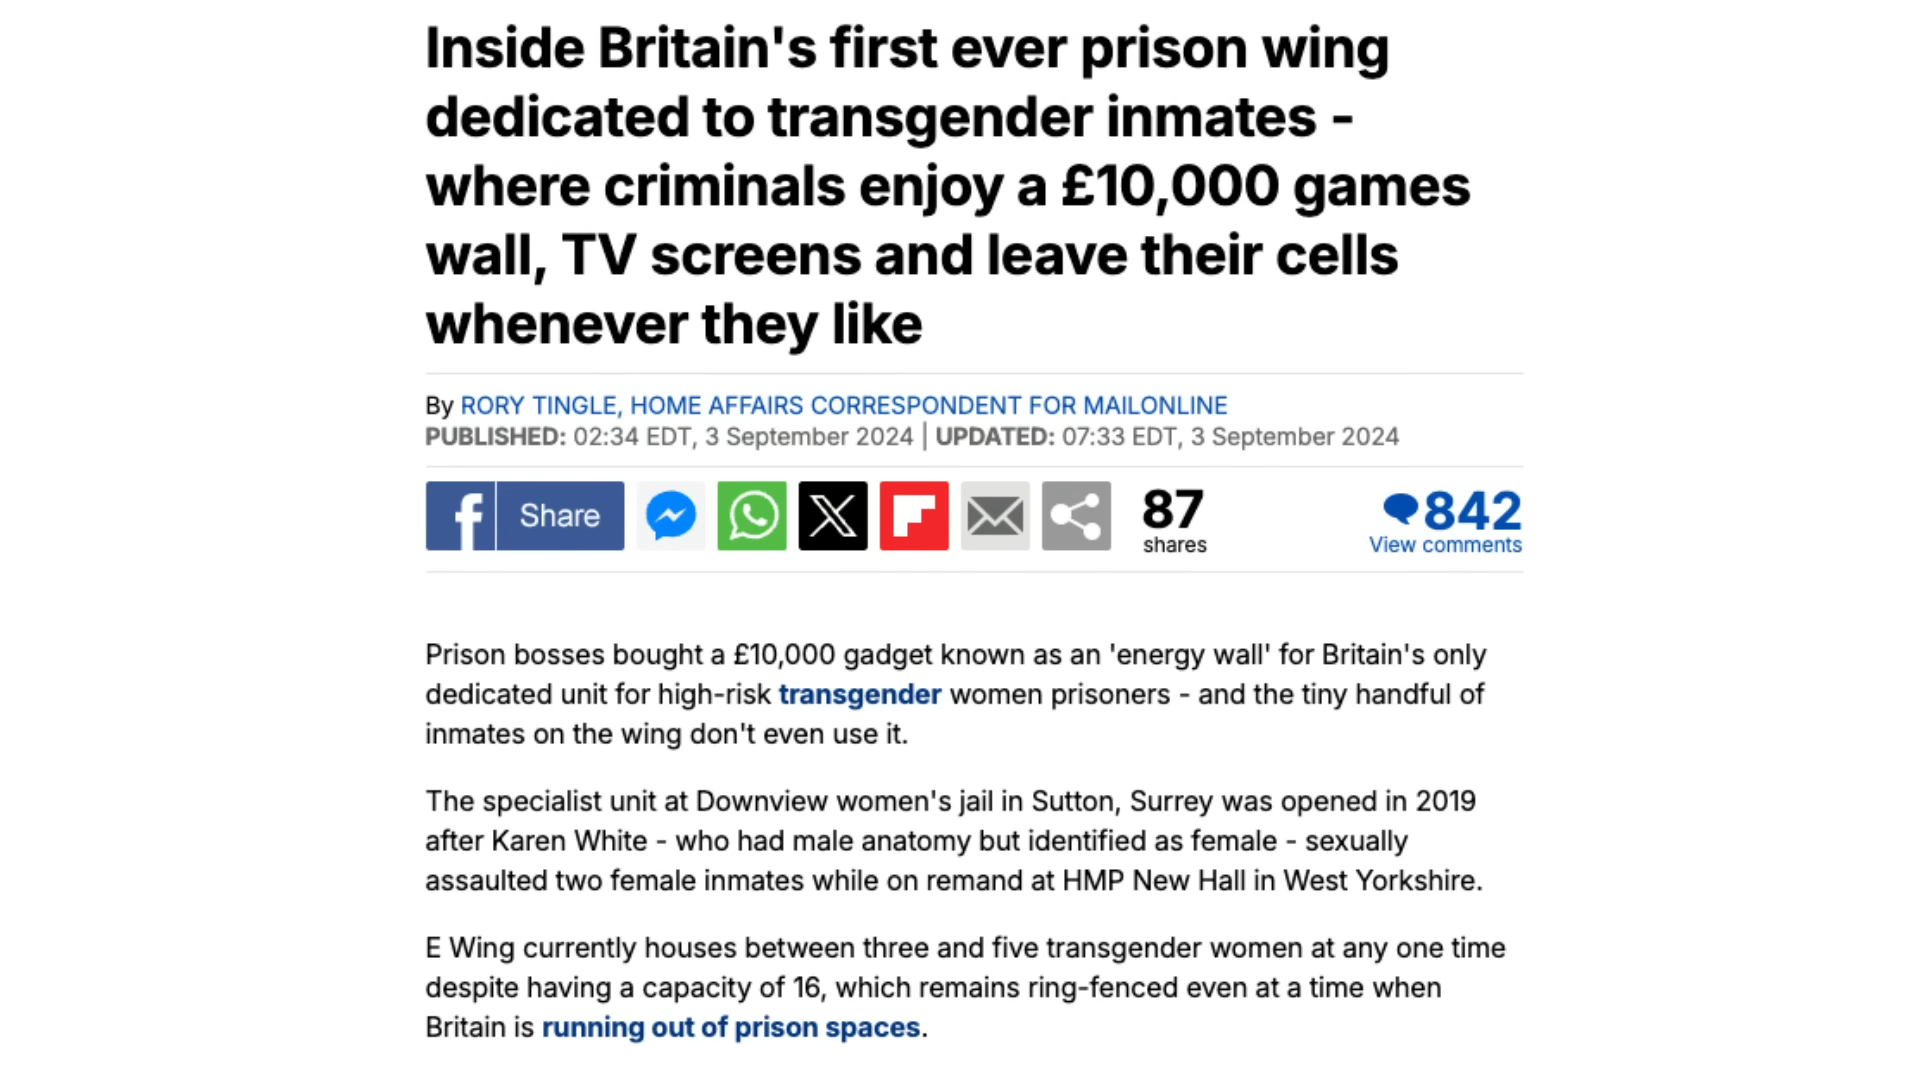 Inside Britain's first ever prison wing
dedicated to transgender inmates -
where criminals enjoy a £10,000 games
wall, TV screens and leave their cells
whenever they like
By RORY TINGLE, HOME AFFAIRS CORRESPONDENT FOR MAILONLINE
PUBLISHED: 02:34 EDT, 3 September 2024 | UPDATED: 07:33 EDT, 3 September 2024
f Share
87
shares
842
View comments
Prison bosses bought a £10,000 gadget known as an 'energy wall' for Britain's only
dedicated unit for high-risk transgender women prisoners - and the tiny handful of
inmates on the wing don't even use it.
The specialist unit at Downview women's jail in Sutton, Surrey was opened in 2019
after Karen White - who had male anatomy but identified as female - sexually
assaulted two female inmates while on remand at HMP New Hall in West Yorkshire.
E Wing currently houses between three and five transgender women at any one time
despite having a capacity of 16, which remains ring-fenced even at a time when
Britain is running out of prison spaces.